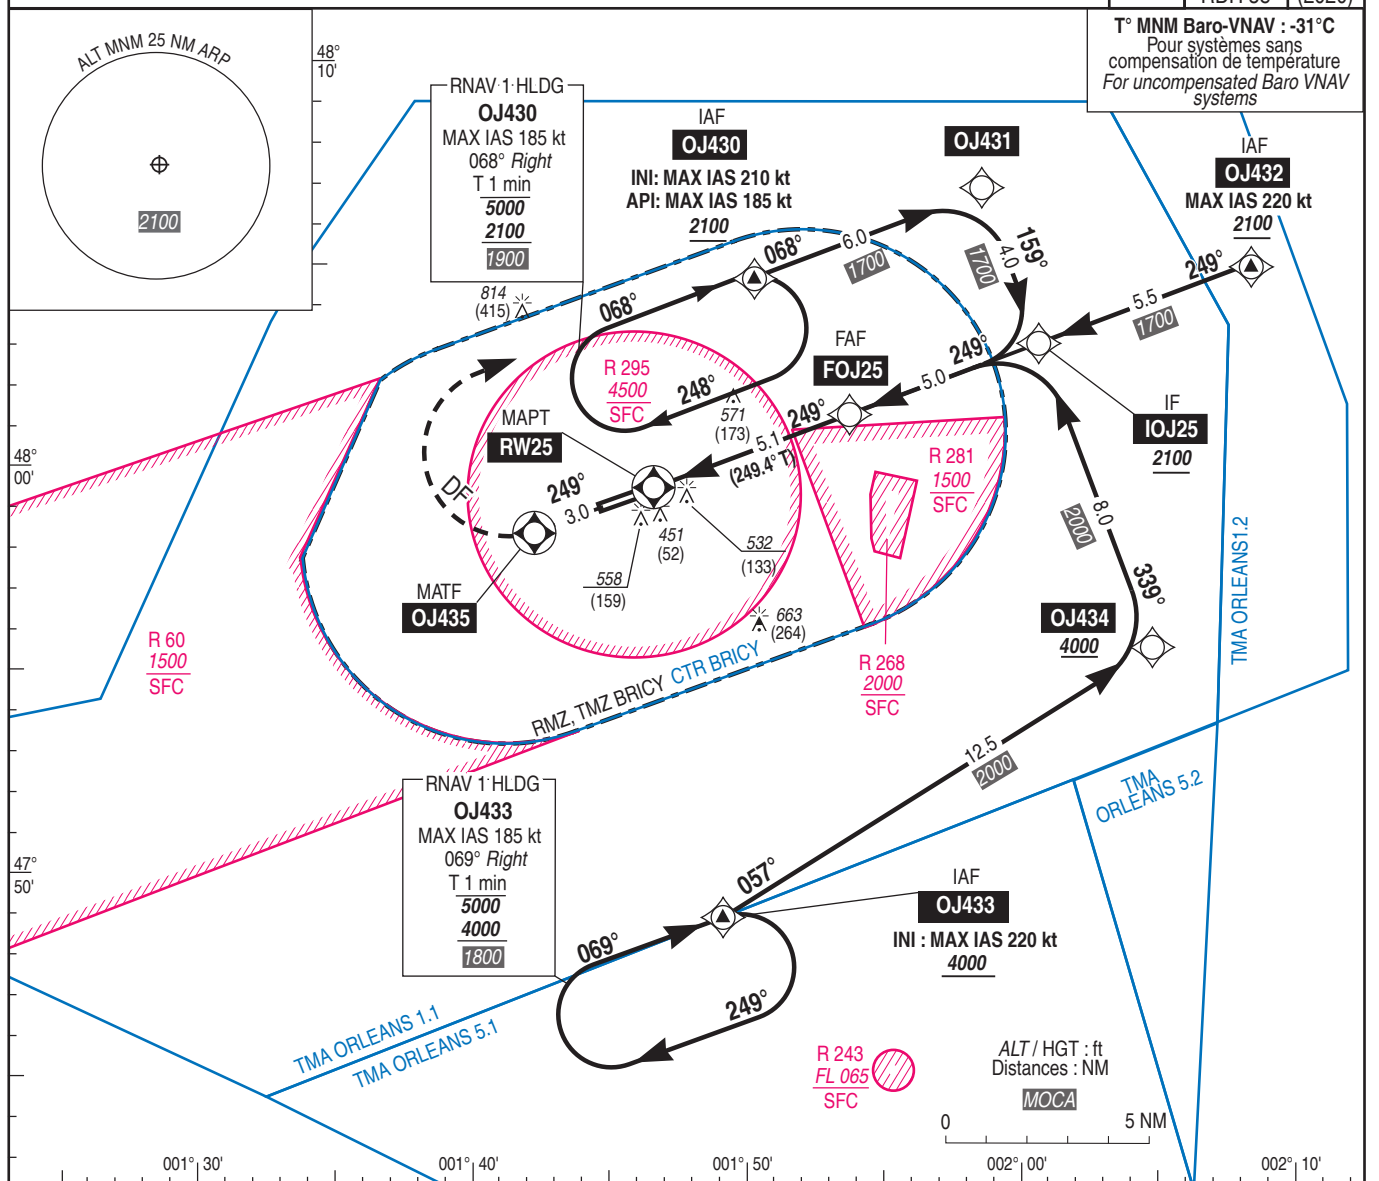 (2020)
T° MNM Baro-VNAV : -31°C
Pour systèmes sans
compensation de température
For uncompensated Baro VNAV
systems
ALT MNM 25 NM ARP
2100
48°
10'
RNAV 1 HLDG
OJ430
MAX IAS 185 kt
068° Right
T 1 min
5000
2100
1900
IAF
OJ430
INI: MAX IAS 210 kt
API: MAX IAS 185 kt
2100
OJ431
IAF
OJ432
MAX IAS 220 kt
2100
068°
6.0
1700
159°
4.0
1700
249°
5.5
1700
814
(415)
068°
R 295
4500
SFC
248°
571
(173)
FAF
FOJ25
249°
5.0
249°
5.1
(249.4° T)
IF
IOJ25
2100
MAPT
RW25
48°
00'
249°
3.0
DF
R 281
1500
SFC
8.0
2000
451
(52)
532
(133)
558
(159)
TMA ORLEANS1.2
339°
MATF
OJ435
663
(264)
OJ434
4000
R 60
1500
SFC
R 268
2000
SFC
RMZ, TMZ BRICY CTR BRICY
12.5
2000
TMA
ORLEANS 5.2
RNAV 1 HLDG
OJ433
MAX IAS 185 kt
069° Right
T 1 min
5000
4000
1800
47°
50'
057°
IAF
OJ433
INI : MAX IAS 220 kt
4000
069°
249°
TMA ORLEANS 1.1
TMA ORLEANS 5.1
R 243
FL 065
SFC
ALT / HGT : ft
Distances : NM
MOCA
0
5 NM
001° 30'
001° 40'
001° 50'
002° 00'
002° 10'